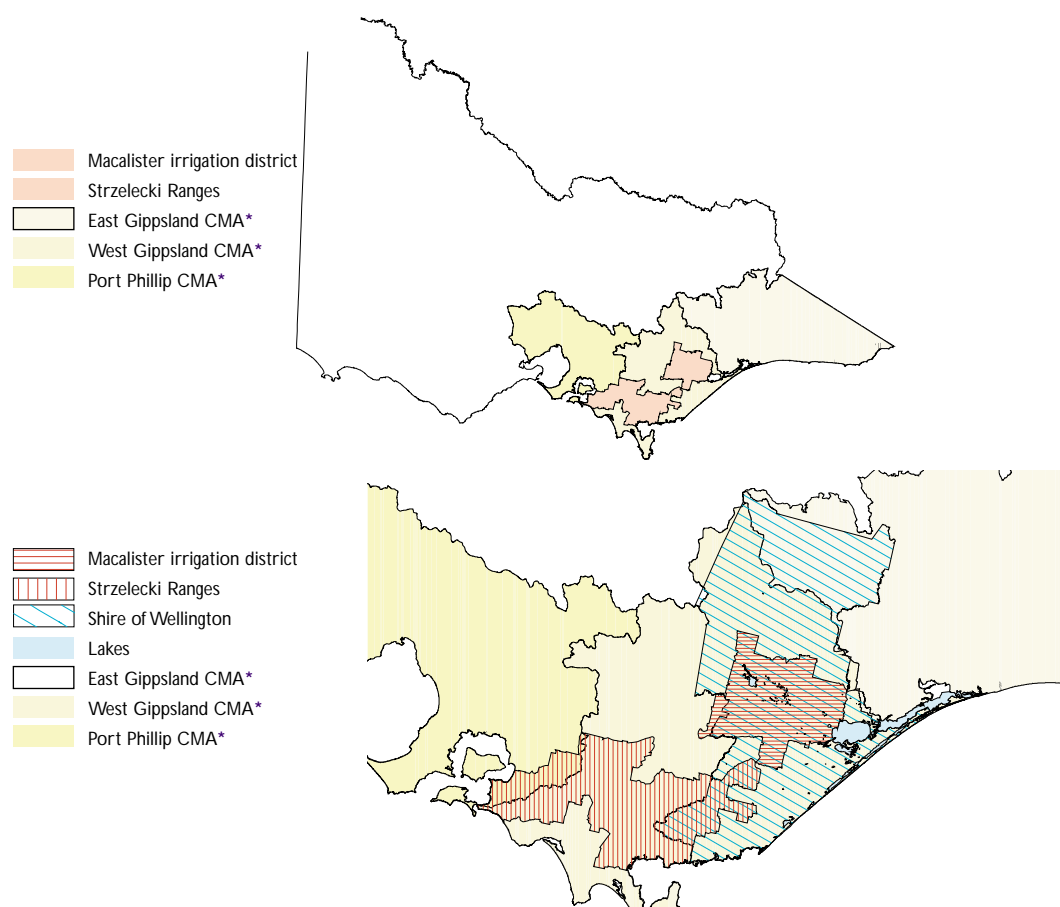 Macalister irrigation district
Strzelecki Ranges
East Gippsland CMA*
West Gippsland CMA*
Port Phillip CMA*
Macalister irrigation district
Strzelecki Ranges
Shire of Wellington
Lakes
East Gippsland CMA*
West Gippsland CMA*
Port Phillip CMA*